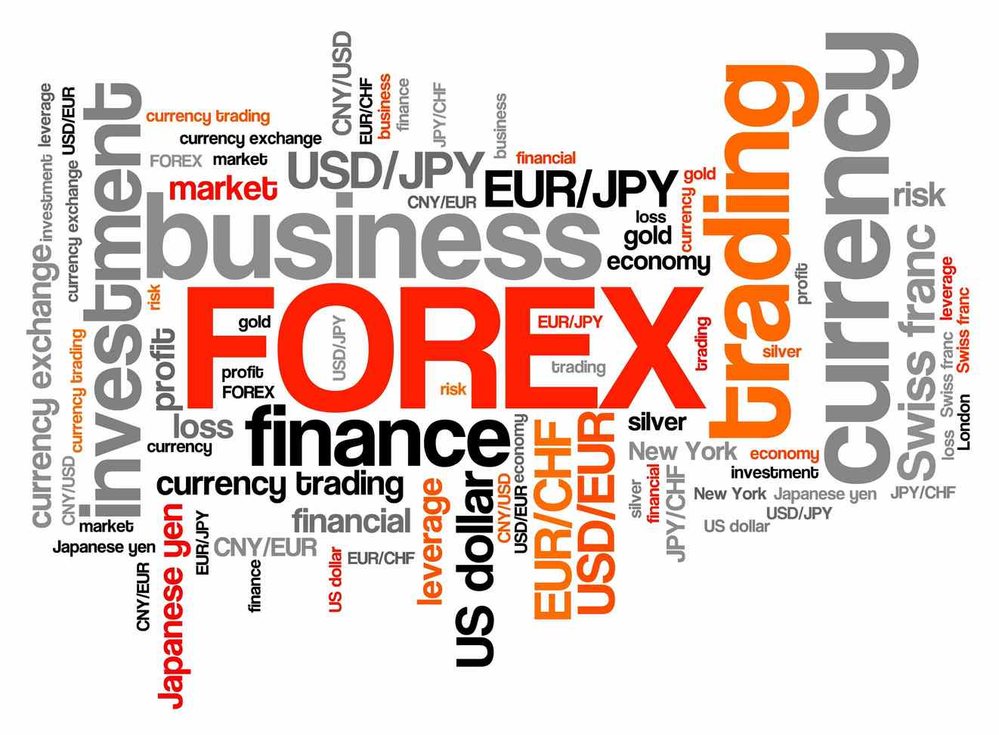 leverage
investment
USD/EUR
currency exchange
currency exchange
currency trading
CNY/USD
investment
currency trading
currency exchange
FOREX
market
market
CNY/USD
EUR/CHF
business
finance
JPY/CHF
business
USD/JPY
financial
EUR/JPY
CNY/EUR
gold
currency
loss
gold
economy
business
risk
profit
FOREX
gold
USD/JPY
profit
FOREX
risk
EUR/JPY
trading
trading
trading
silver
profit
currency
risk
Swiss franc
leverage
Swiss franc
Swiss franc
loss
London
loss
currency
finance
currency trading
economy
silver
New York
economy
investment
New York
Japanese yen
JPY/CHF
USD/JPY
US dollar
silver
financial
JPY/CHF
EUR/CHF
USD/EUR
CNY/USD
USD/EUR
US dollar
leverage
financial
CNY/EUR
EUR/CHF
US dollar
finance
EUR/JPY
Japanese yen
market
Japanese yen
CNY/EUR